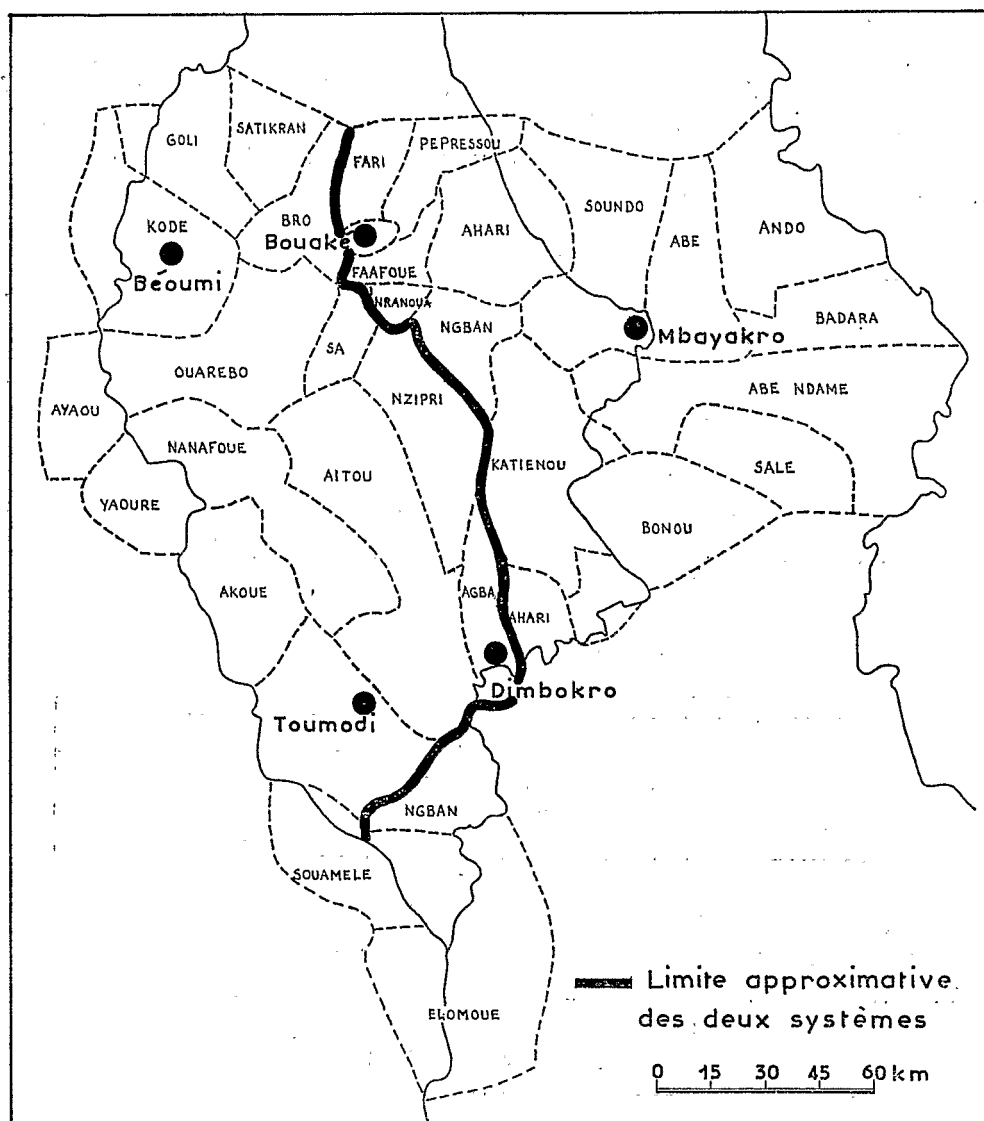 GOLI
SATIKRAN
FARI
PEPRESSOU
KODE
BRO
AHARI
SOUNDO
ABE
ANDO
Bouaké
Béoumi
FAAFOUE
NRANOUA
NGBAN
Mbayakro
BADARA
SA
OUAREBO
NZIPRI
ABE NDAME
AYAOU
NANAFOUE
AITOU
KATIENOU
SALE
YAOURE
BONOU
AKOUE
AGBA
AHARI
Dimbokro
Toumodi
NGBAN
SOUAMELE
ELOMOUE
Limite approximative
des deux systèmes
0 15 30 45 60 km